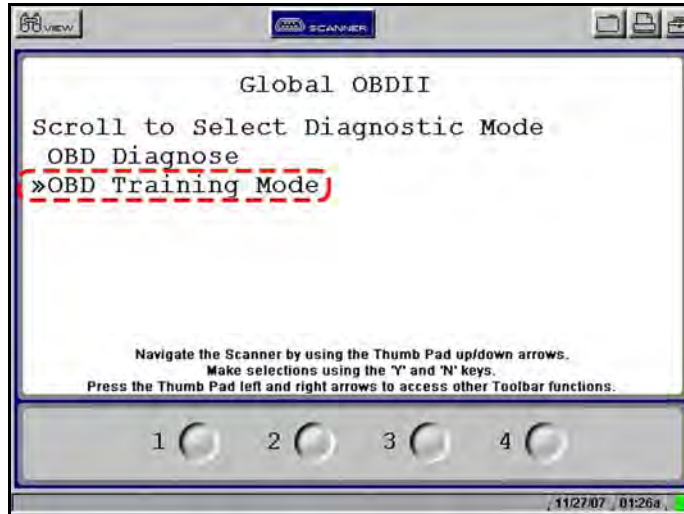 VIEW SCANNER
Global OBDII
Scroll to Select Diagnostic Mode
OBD Diagnose
»OBD Training Mode
Navigate the Scanner by using the Thumb Pad up/down arrows.
Make selections using the 'Y' and 'N' keys.
Press the Thumb Pad left and right arrows to access other Toolbar functions.
1 2 3 4
11/27/07 01:26a